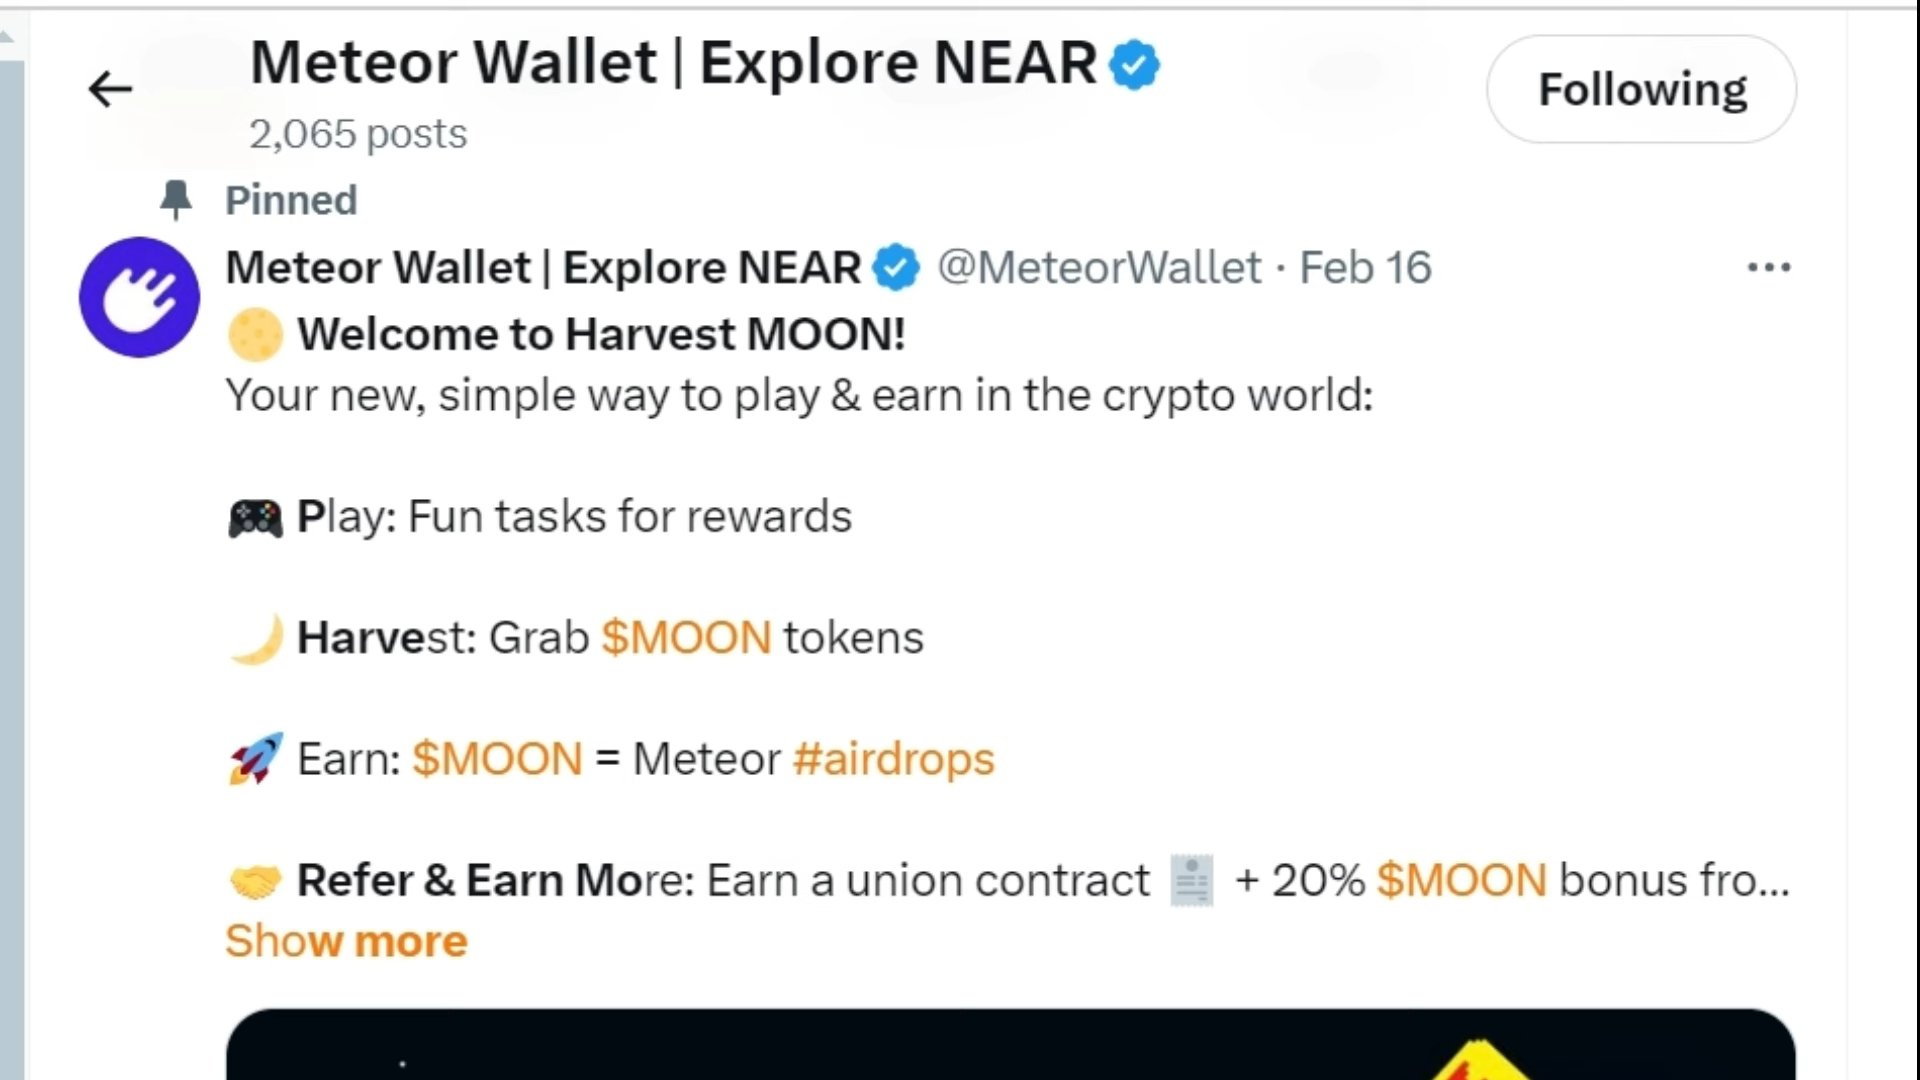 Meteor Wallet | Explore NEAR
Following
2,065 posts
Pinned
Meteor Wallet | Explore NEAR @MeteorWallet · Feb 16
🌕 Welcome to Harvest MOON!
Your new, simple way to play & earn in the crypto world:
🎮 Play: Fun tasks for rewards
🌙 Harvest: Grab $MOON tokens
🚀 Earn: $MOON = Meteor #airdrops
🤝 Refer & Earn More: Earn a union contract 🧾 + 20% $MOON bonus fro...
Show more